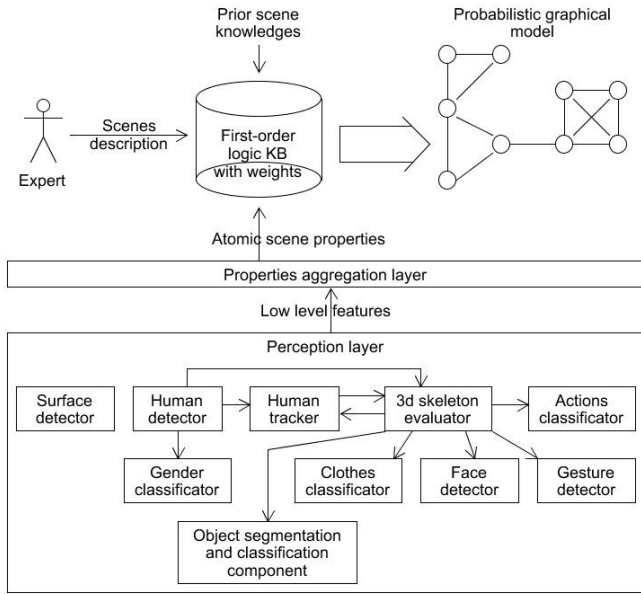 Prior scene
knowledges
Probabilistic graphical
model
Scenes
description
Expert
First-order
logic KB
with weights
Atomic scene properties
Properties aggregation layer
Low level features
Perception layer
Surface
detector
Human
detector
Human
tracker
3d skeleton
evaluator
Actions
classificator
Gender
classificator
Clothes
classificator
Face
detector
Gesture
detector
Object segmentation
and classification
component